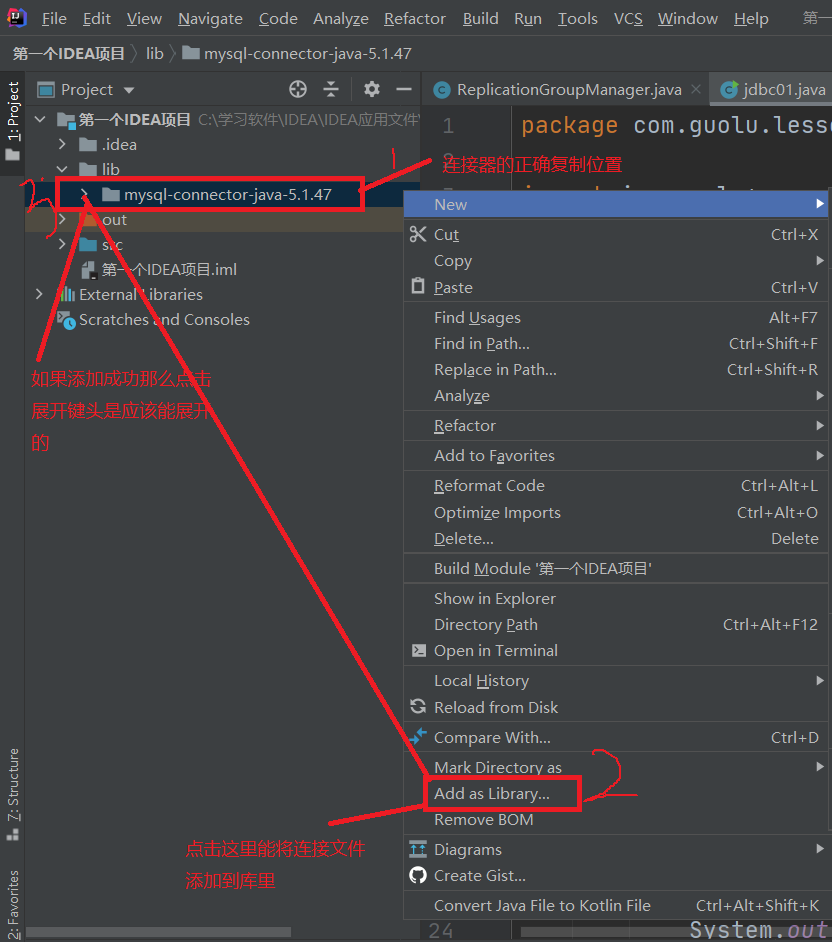 File Edit View Navigate Code Analyze Refactor Build Run Tools VCS Window Help 第一
第一个IDEA项目 lib mysql-connector-java-5.1.47
1: Project
Project
ReplicationGroupManager.java
jdbc01.java
第一个IDEA项目 C:\学习软件\IDEA\IDEA应用文件
.idea
lib
mysql-connector-java-5.1.47
out
src
第一个IDEA项目.iml
External Libraries
Scratches and Consoles
1
package com.guolu.less
1
连接器的正确复制位置
如果添加成功那么点击
展开键头是应该能展开
的
New
Cut Ctrl+X
Copy
Paste Ctrl+V
Find Usages Alt+F7
Find in Path... Ctrl+Shift+F
Replace in Path... Ctrl+Shift+R
Analyze
Refactor
Add to Favorites
Reformat Code Ctrl+Alt+L
Optimize Imports Ctrl+Alt+O
Delete... Delete
Build Module '第一个IDEA项目'
Show in Explorer
Directory Path Ctrl+Alt+F12
Open in Terminal
Local History
Reload from Disk
Compare With... Ctrl+D
Mark Directory as
Add as Library...
2
Remove BOM
Diagrams
Create Gist...
Convert Java File to Kotlin File Ctrl+Alt+Shift+K
点击这里能将连接文件
添加到库里
7: Structure
2: Favorites
24
System.out